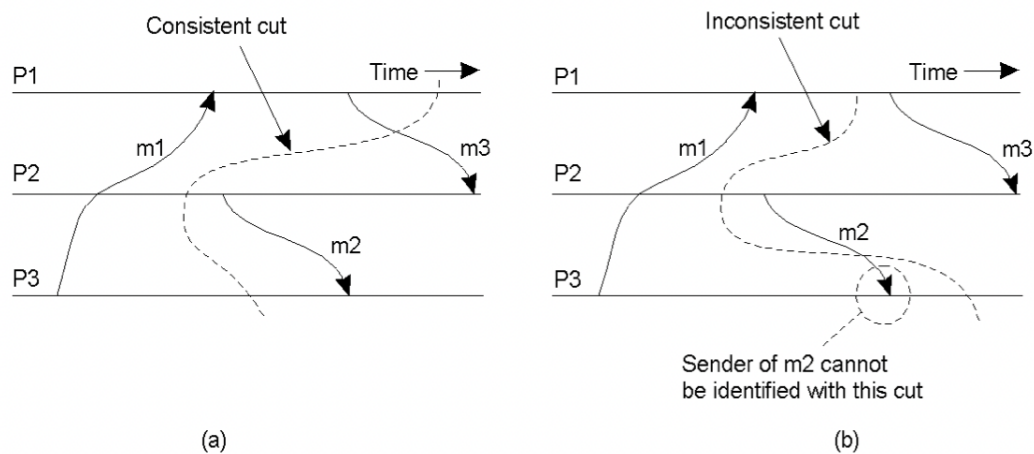 Consistent cut
P1
Time
m1
m3
P2
m2
P3
(a)
Inconsistent cut
P1
Time
m1
m3
P2
m2
P3
Sender of m2 cannot
be identified with this cut
(b)